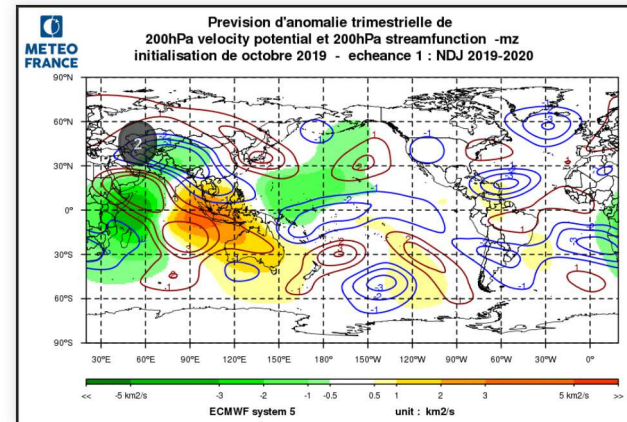 METEO
FRANCE
Prevision d'anomalie trimestrielle de
200hPa velocity potential et 200hPa streamfunction -mz
initialisation de octobre 2019 - echeance 1 : NDJ 2019-2020
2
90°N
60°N
30°N
0°
30°S
60°S
90°S
30°E 60°E 90°E 120°E 150°E 180° 150°W 120°W 90°W 60°W 30°W 0°
<< -5 km2/s -3 -2 -1 -0.5 0.5 1 2 3 5 km2/s >>
ECMWF system 5 unit : km2/s